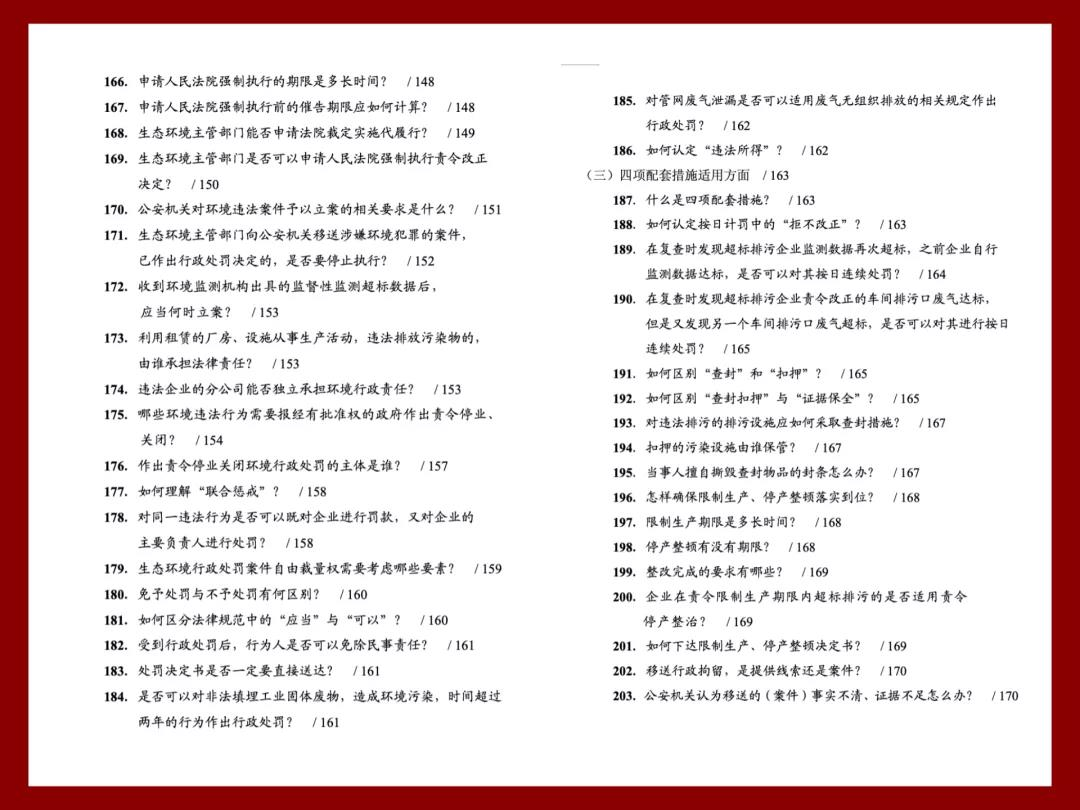 166. 申请人民法院强制执行的期限是多长时间？ / 148
167. 申请人民法院强制执行前的催告期限应如何计算？ / 148
168. 生态环境主管部门能否申请法院裁定实施代履行？ / 149
169. 生态环境主管部门是否可以申请人民法院强制执行责令改正
决定？ / 150
170. 公安机关对环境违法案件予以立案的相关要求是什么？ / 151
171. 生态环境主管部门向公安机关移送涉嫌环境犯罪的案件，
已作出行政处罚决定的，是否要停止执行？ / 152
172. 收到环境监测机构出具的监督性监测超标数据后，
应当何时立案？ / 153
173. 利用租赁的厂房、设施从事生产活动，违法排放污染物的，
由谁承担法律责任？ / 153
174. 违法企业的分公司能否独立承担环境行政责任？ / 153
175. 哪些环境违法行为需要报经有批准权的政府作出责令停业、
关闭？ / 154
176. 作出责令停业关闭环境行政处罚的主体是谁？ / 157
177. 如何理解“联合惩戒”？ / 158
178. 对同一违法行为是否可以既对企业进行罚款，又对企业的
主要负责人进行处罚？ / 158
179. 生态环境行政处罚案件自由裁量权需要考虑哪些要素？ / 159
180. 免予处罚与不予处罚有何区别？ / 160
181. 如何区分法律规范中的“应当”与“可以”？ / 160
182. 受到行政处罚后，行为人是否可以免除民事责任？ / 161
183. 处罚决定书是否一定要直接送达？ / 161
184. 是否可以对非法填埋工业固体废物，造成环境污染，时间超过
两年的行为作出行政处罚？ / 161
185. 对管网废气泄漏是否可以适用废气无组织排放的相关规定作出
行政处罚？ / 162
186. 如何认定“违法所得”？ / 162
（三）四项配套措施适用方面 / 163
187. 什么是四项配套措施？ / 163
188. 如何认定按日计罚中的“拒不改正”？ / 163
189. 在复查时发现超标排污企业监测数据再次超标，之前企业自行
监测数据达标，是否可以对其按日连续处罚？ / 164
190. 在复查时发现超标排污企业责令改正的车间排污口废气达标，
但是又发现另一个车间排污口废气超标，是否可以对其进行按日
连续处罚？ / 165
191. 如何区别“查封”和“扣押”？ / 165
192. 如何区别“查封扣押”与“证据保全”？ / 165
193. 对违法排污的排污设施应如何采取查封措施？ / 167
194. 扣押的污染设施由谁保管？ / 167
195. 当事人擅自撕毁查封物品的封条怎么办？ / 167
196. 怎样确保限制生产、停产整顿落实到位？ / 168
197. 限制生产期限是多长时间？ / 168
198. 停产整顿有没有期限？ / 168
199. 整改完成的要求有哪些？ / 169
200. 企业在责令限制生产期限内超标排污的是否适用责令
停产整治？ / 169
201. 如何下达限制生产、停产整顿决定书？ / 169
202. 移送行政拘留，是提供线索还是案件？ / 170
203. 公安机关认为移送的（案件）事实不清、证据不足怎么办？ / 170